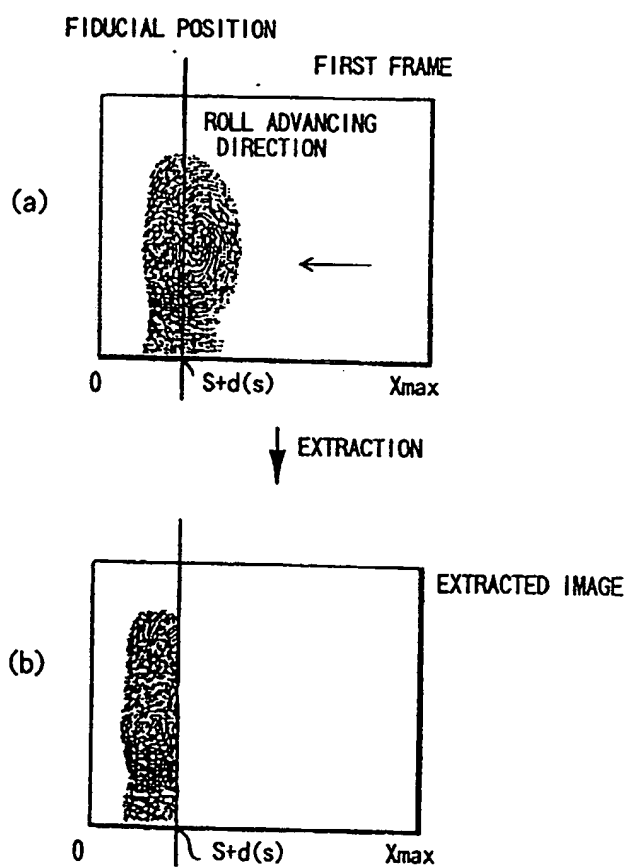 FIDUCIAL POSITION
FIRST FRAME
ROLL ADVANCING
DIRECTION
(a)
0
S+d(s)
Xmax
EXTRACTION
EXTRACTED IMAGE
(b)
0
S+d(s)
Xmax